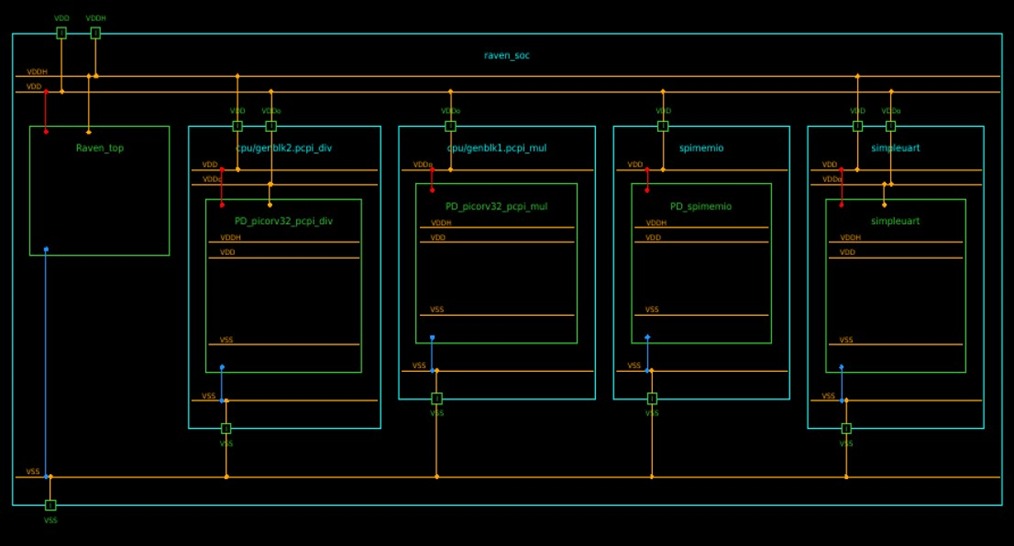 VDD VDDH
raven_soc
VDDH
VDD
VDD VDDo VDDo VDD VDD VDDo
Raven_top cpu/genblk2.pcpi_div cpu/genblk1.pcpi_mul spimemio simpleuart
VDD VDDo VDD VDD
VDDo VDDo
PD_picorv32_pcpi_mul PD_spimemio
PD_picorv32_pcpi_div simpleuart
VDDH VDDH
VDDH VDD VDD VDDH
VDD VDD
VSS VSS
VSS VSS
VSS VSS
VSS VSS
VSS VSS
VSS VSS
VSS
VSS